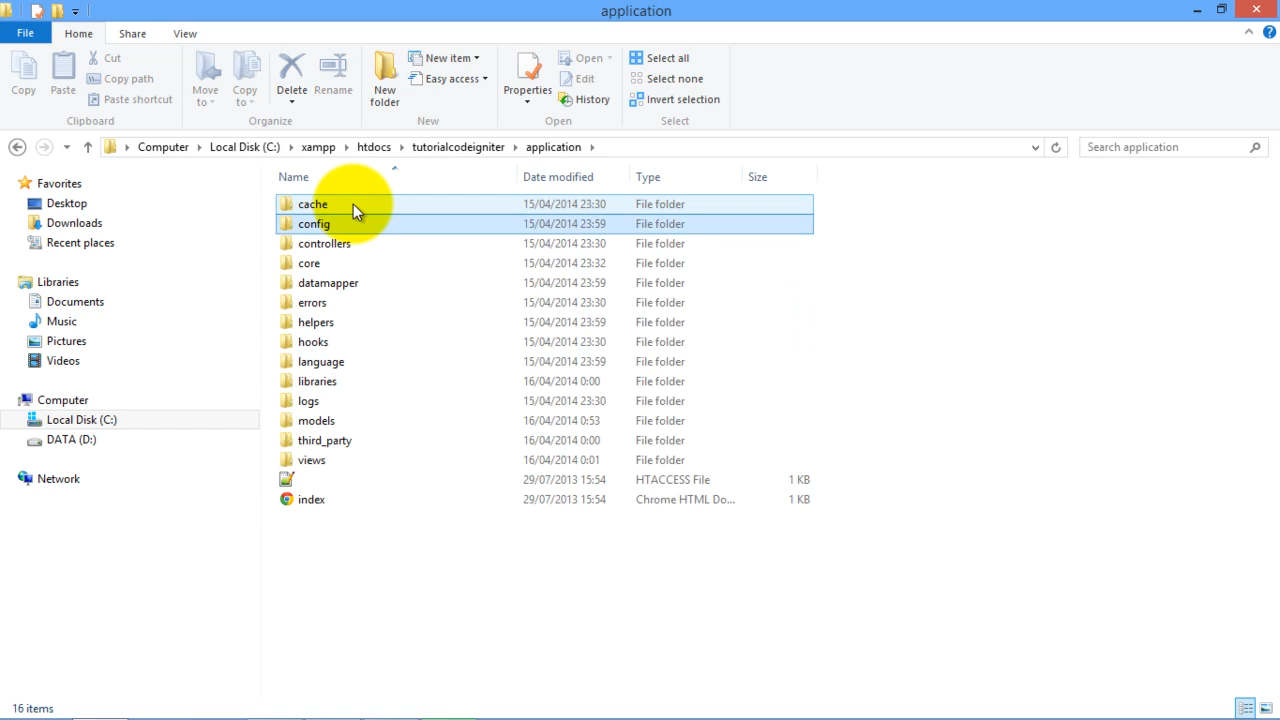 application
File Home Share View
Copy Paste Cut Copy path Paste shortcut Move to Copy to Delete Rename New folder New item Easy access Properties Open Edit History Select all Select none Invert selection
Clipboard Organize New Open Select
Computer Local Disk (C:) xampp htdocs tutorialcodeigniter application Search application
Name Date modified Type Size
Favorites
Desktop
Downloads
Recent places
Libraries
Documents
Music
Pictures
Videos
Computer
Local Disk (C:)
DATA (D:)
Network
cache 15/04/2014 23:30 File folder
config 15/04/2014 23:59 File folder
controllers 15/04/2014 23:30 File folder
core 15/04/2014 23:32 File folder
datamapper 15/04/2014 23:59 File folder
errors 15/04/2014 23:30 File folder
helpers 15/04/2014 23:59 File folder
hooks 15/04/2014 23:30 File folder
language 15/04/2014 23:59 File folder
libraries 16/04/2014 0:00 File folder
logs 15/04/2014 23:30 File folder
models 16/04/2014 0:53 File folder
third_party 16/04/2014 0:00 File folder
views 16/04/2014 0:01 File folder
29/07/2013 15:54 HTACCESS File 1 KB
index 29/07/2013 15:54 Chrome HTML Do... 1 KB
16 items